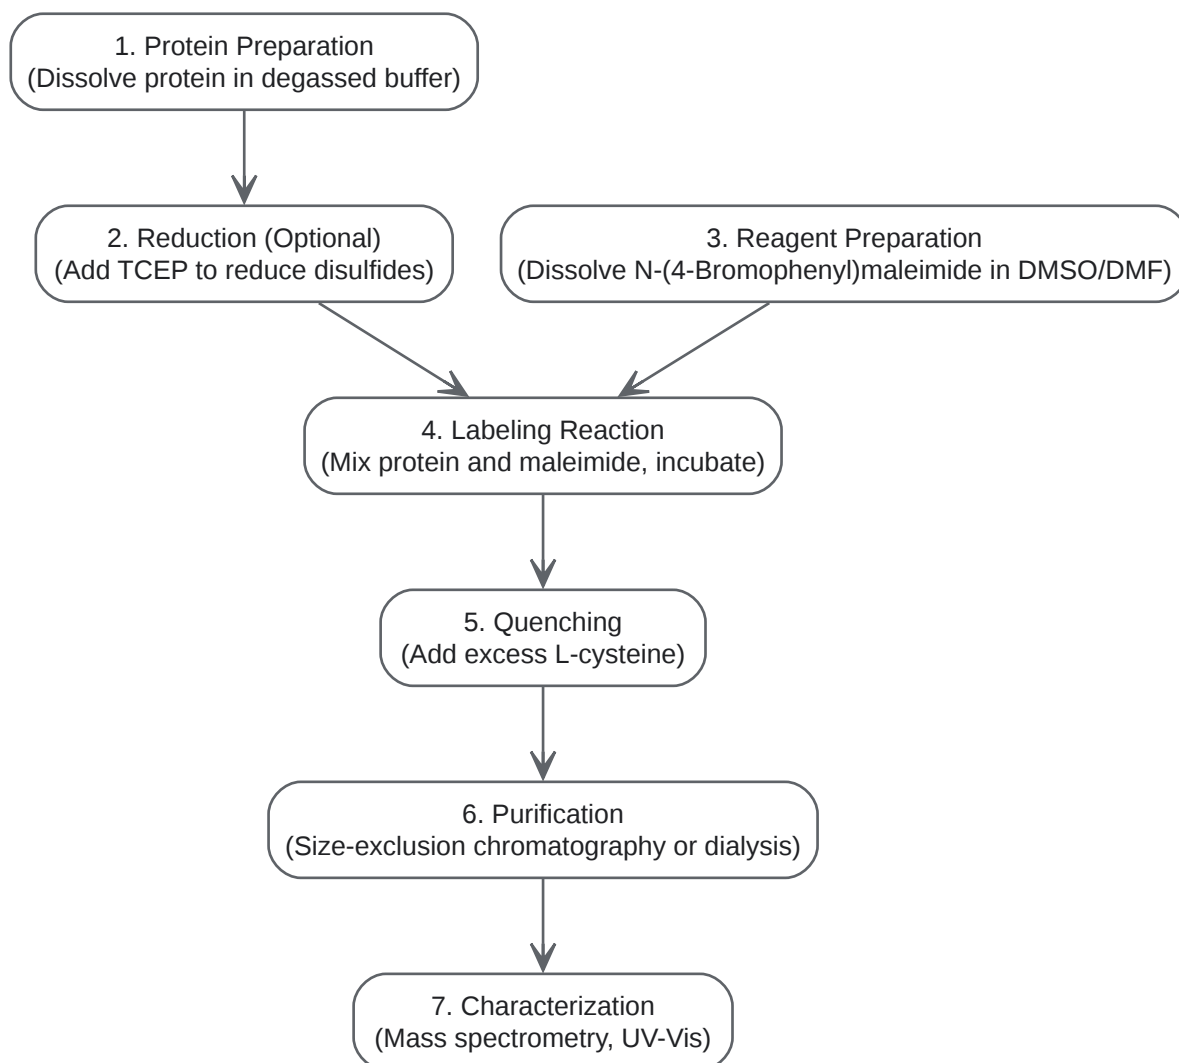 1. Protein Preparation
(Dissolve protein in degassed buffer)
2. Reduction (Optional)
(Add TCEP to reduce disulfides)
3. Reagent Preparation
(Dissolve N-(4-Bromophenyl)maleimide in DMSO/DMF)
4. Labeling Reaction
(Mix protein and maleimide, incubate)
5. Quenching
(Add excess L-cysteine)
6. Purification
(Size-exclusion chromatography or dialysis)
7. Characterization
(Mass spectrometry, UV-Vis)